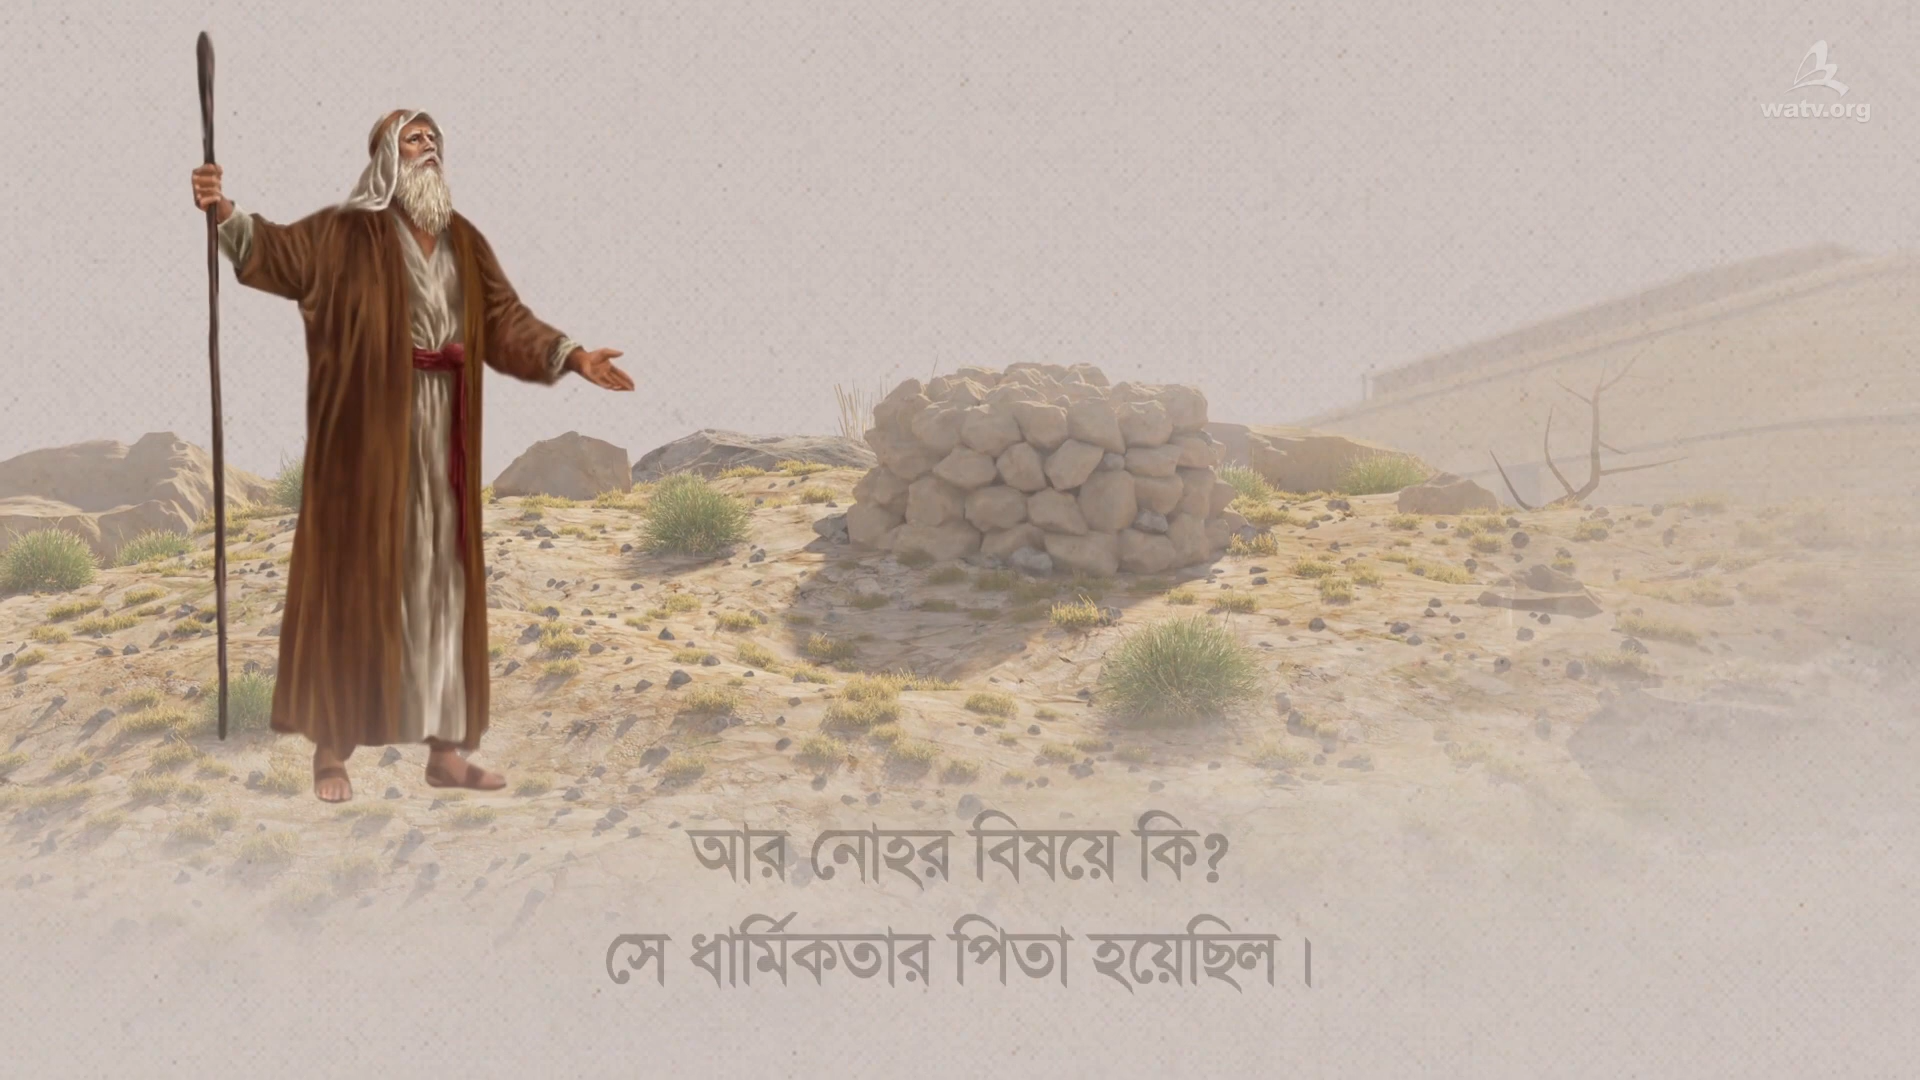 watv.org
আর নোহর বিষয়ে কি?
সে ধার্মিকতার পিতা হয়েছিল।